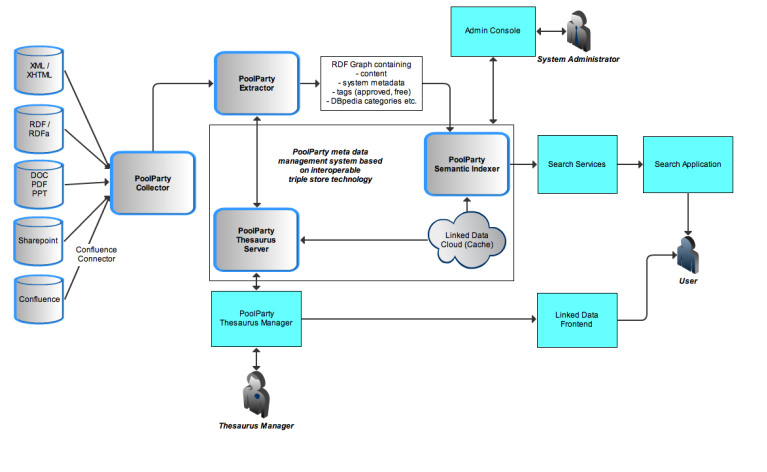 Admin Console
System Administrator
XML /
XHTML
RDF /
RDFa
DOC
PDF
PPT
Sharepoint
Confluence
Confluence
Connector
PoolParty
Collector
PoolParty
Extractor
RDF Graph containing
- content
- system metadata
- tags (approved, free)
- DBpedia categories etc.
PoolParty meta data
management system based
on interoperable
triple store technology
PoolParty
Semantic Indexer
Search Services
Search Application
PoolParty
Thesaurus
Server
Linked Data
Cloud (Cache)
User
PoolParty
Thesaurus Manager
Linked Data
Frontend
Thesaurus Manager